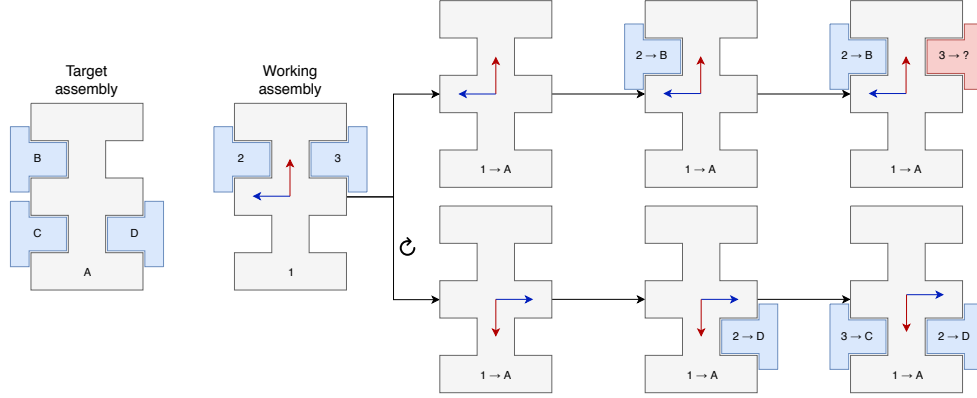 Target
assembly
B
C
D
A
Working
assembly
2
3
1
1 → A
2 → B
1 → A
2 → B
3 → ?
1 → A
1 → A
2 → D
1 → A
3 → C
2 → D
1 → A